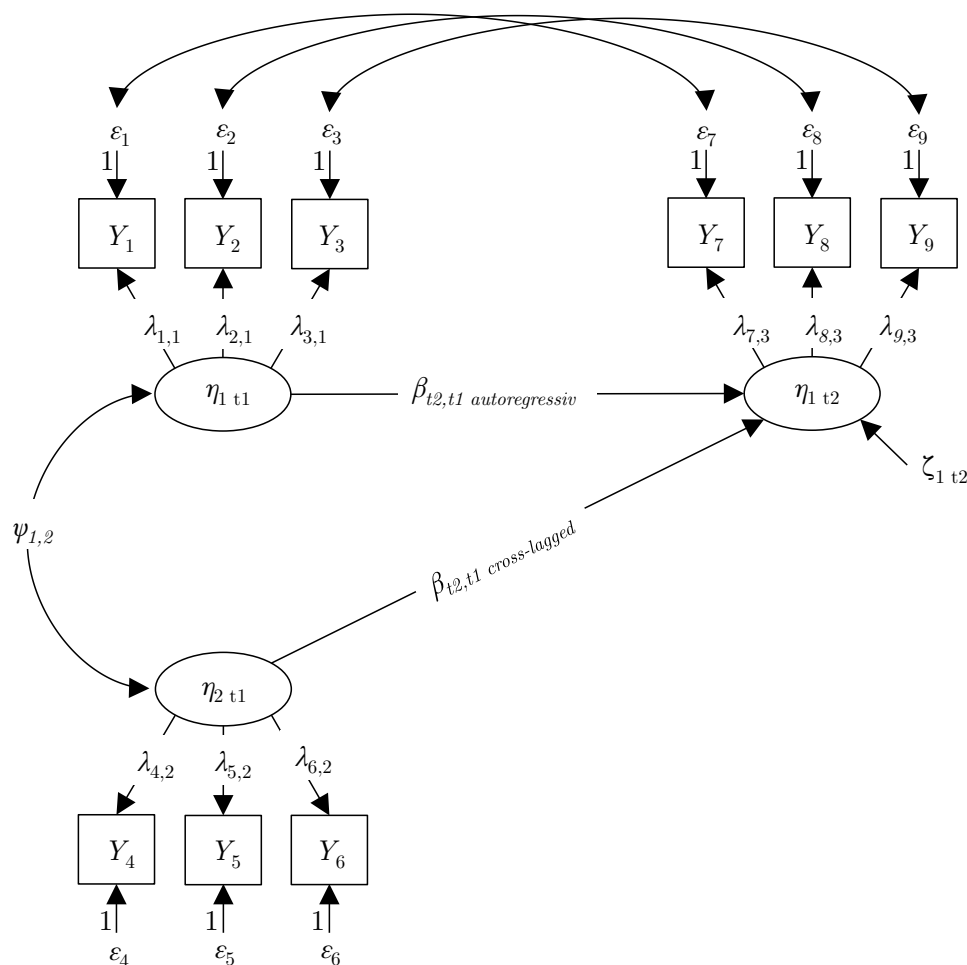 ε1 ε2 ε3 ε7 ε8 ε9
1 1 1 1 1 1
Y1 Y2 Y3 Y7 Y8 Y9
λ1,1 λ2,1 λ3,1 λ7,3 λ8,3 λ9,3
η1 t1 βt2,t1 autoregressiv η1 t2
ζ1 t2
ψ1,2
βt2,t1 cross-lagged
η2 t1
λ4,2 λ5,2 λ6,2
Y4 Y5 Y6
1 1 1
ε4 ε5 ε6